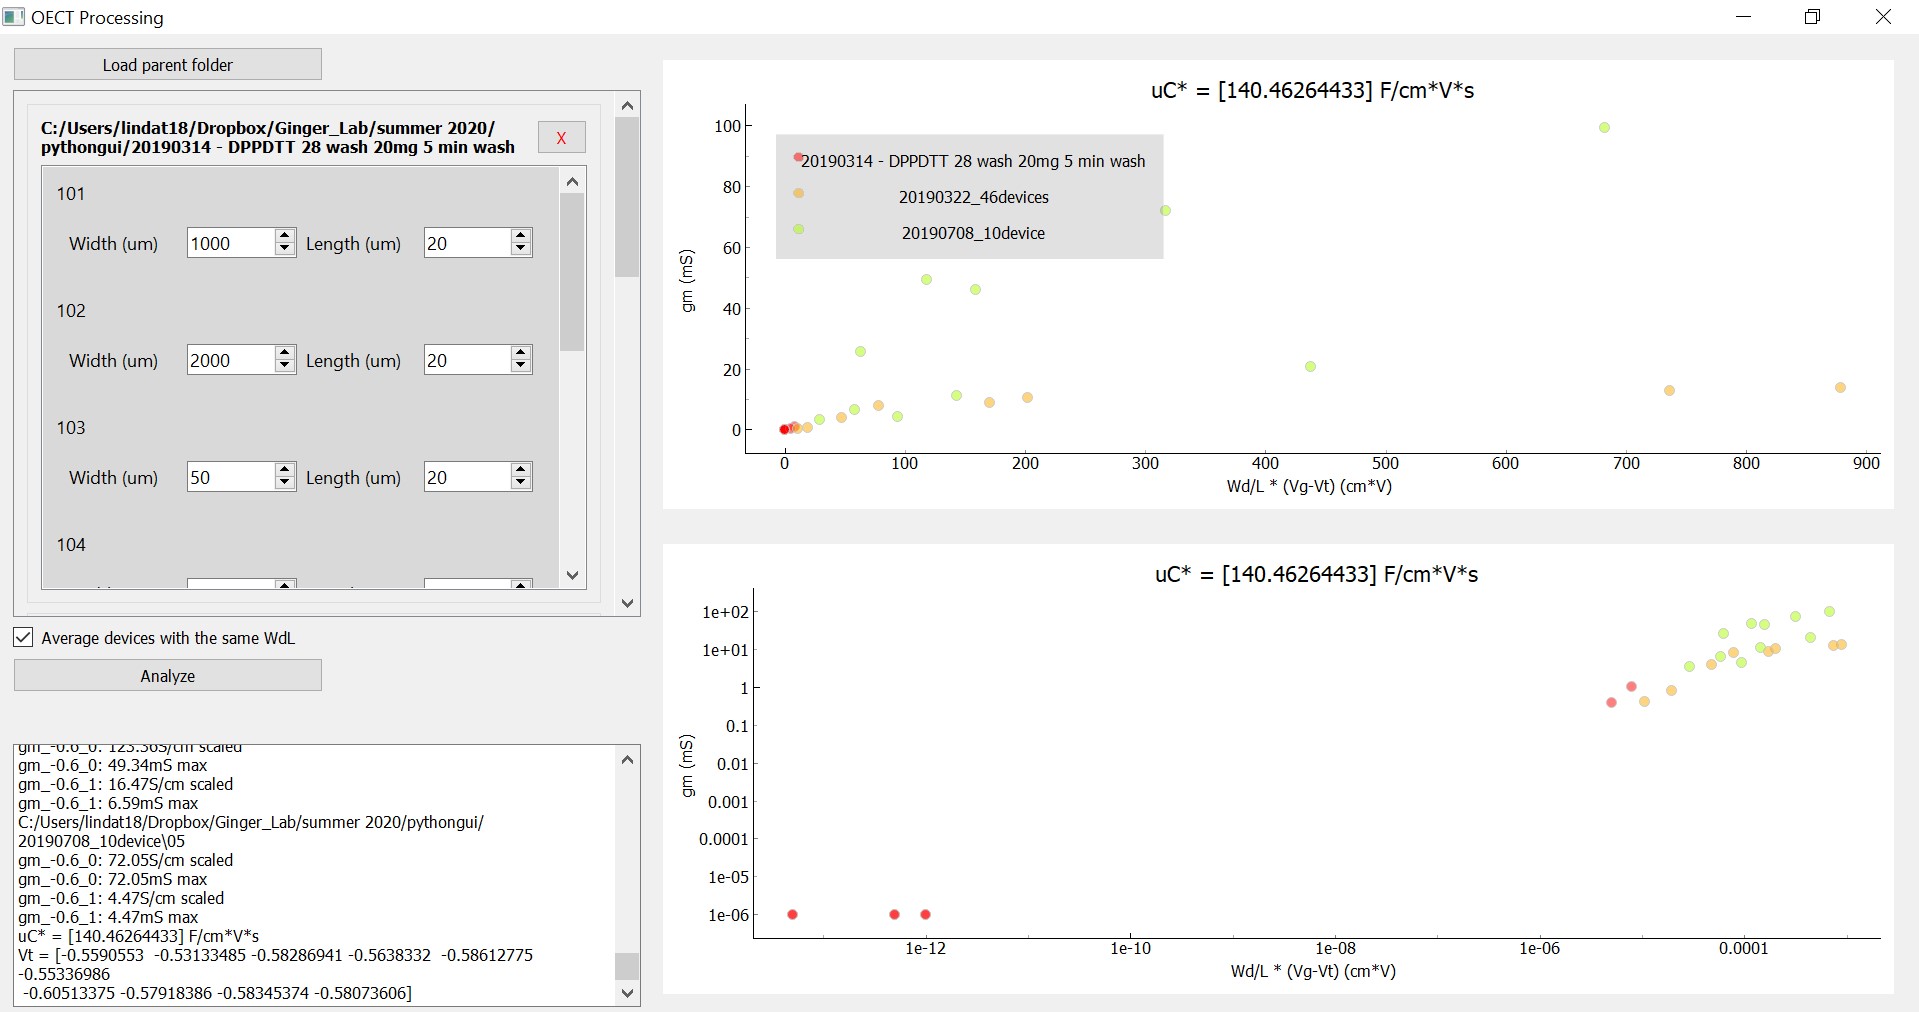 OECT Processing
Load parent folder
C:/Users/lindat18/Dropbox/Ginger_Lab/summer 2020/
pythongui/20190314 - DPPDTT 28 wash 20mg 5 min wash
X
101
Width (um) 1000 Length (um) 20
102
Width (um) 2000 Length (um) 20
103
Width (um) 50 Length (um) 20
104
Average devices with the same WdL
Analyze
gm_-0.6_0: 123.36S/cm scaled
gm_-0.6_0: 49.34mS max
gm_-0.6_1: 16.47S/cm scaled
gm_-0.6_1: 6.59mS max
C:/Users/lindat18/Dropbox/Ginger_Lab/summer 2020/pythongui/
20190708_10device\05
gm_-0.6_0: 72.05S/cm scaled
gm_-0.6_0: 72.05mS max
gm_-0.6_1: 4.47S/cm scaled
gm_-0.6_1: 4.47mS max
uC* = [140.46264433] F/cm*V*s
Vt = [-0.5590553 -0.53133485 -0.58286941 -0.5638332 -0.58612775
-0.55336986
-0.60513375 -0.57918386 -0.58345374 -0.58073606]
uC* = [140.46264433] F/cm*V*s
gm (mS)
100
80
60
40
20
0
20190314 - DPPDTT 28 wash 20mg 5 min wash
20190322_46devices
20190708_10device
0 100 200 300 400 500 600 700 800 900
Wd/L * (Vg-Vt) (cm*V)
uC* = [140.46264433] F/cm*V*s
gm (mS)
1e+02
1e+01
1
0.1
0.01
0.001
0.0001
1e-05
1e-06
1e-12 1e-10 1e-08 1e-06 0.0001
Wd/L * (Vg-Vt) (cm*V)